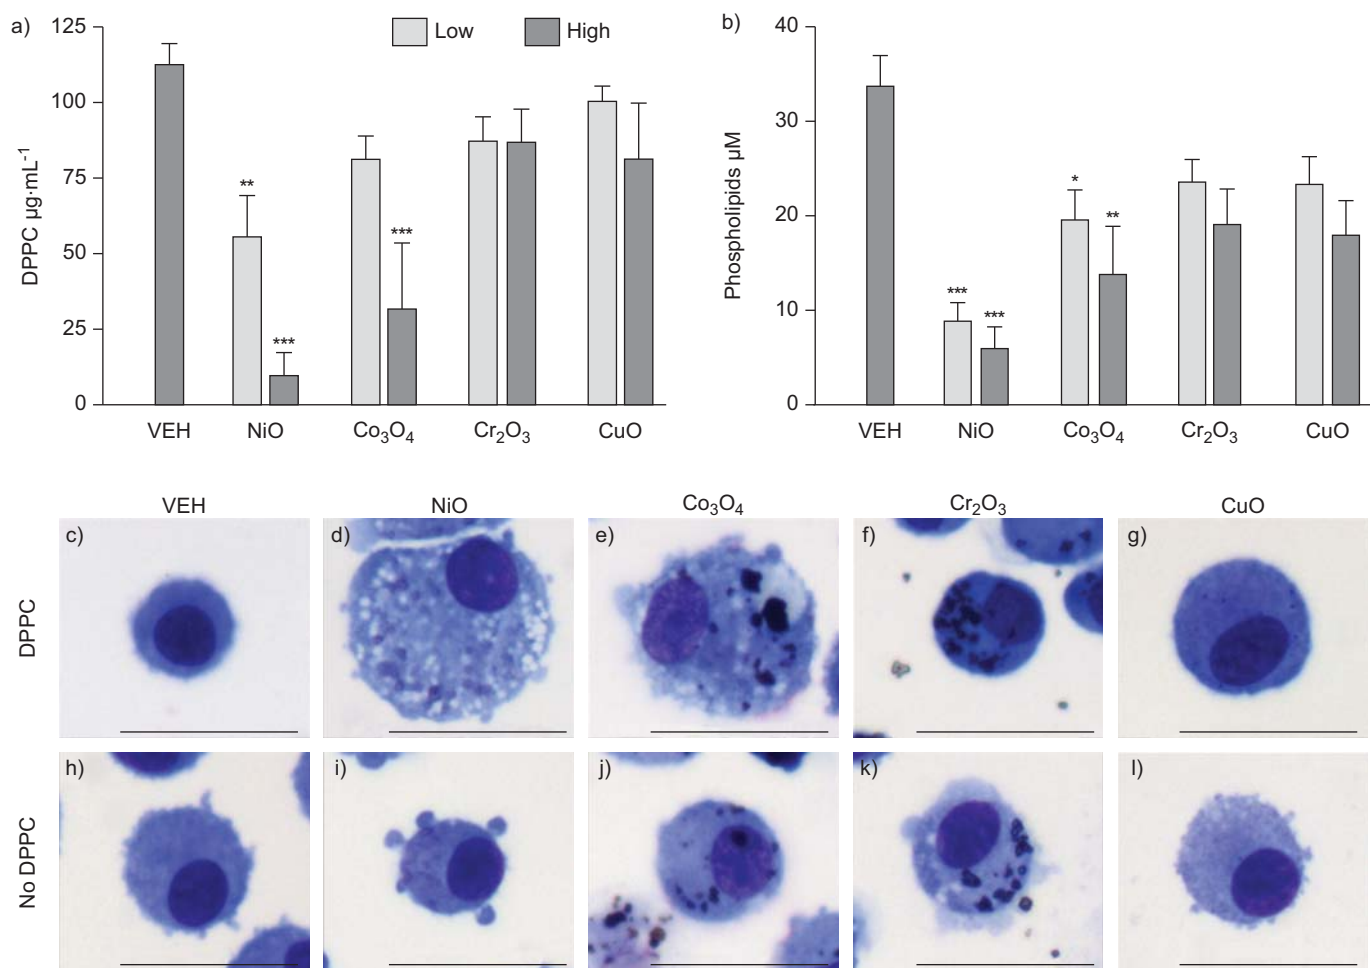 a)
125
100
75
50
25
0
DPPC µg·mL⁻¹
Low
High
**
***
***
VEH
NiO
Co₃O₄
Cr₂O₃
CuO
b)
40
30
20
10
0
Phospholipids µM
***
***
*
**
VEH
NiO
Co₃O₄
Cr₂O₃
CuO
VEH
NiO
Co₃O₄
Cr₂O₃
CuO
DPPC
c)
d)
e)
f)
g)
No DPPC
h)
i)
j)
k)
l)